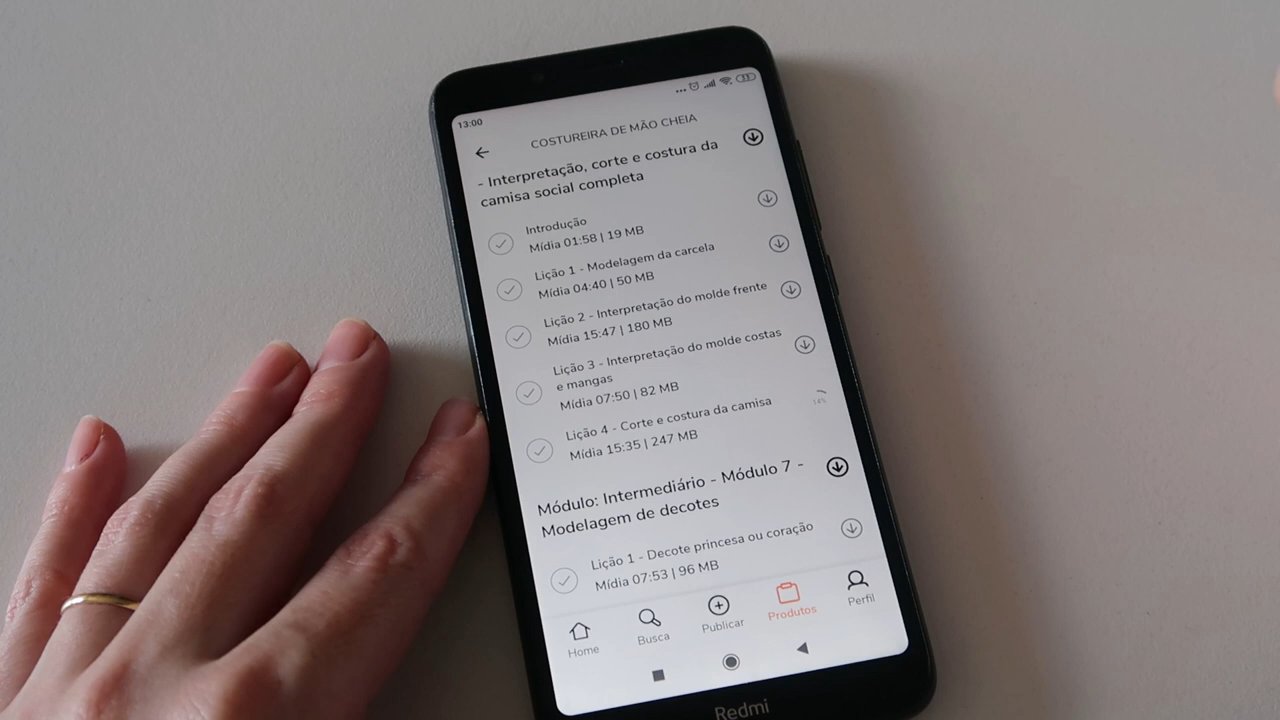 13:00
33
COSTUREIRA DE MÃO CHEIA
- Interpretação, corte e costura da
camisa social completa
Introdução
Mídia 01:58 | 19 MB
Lição 1 - Modelagem da carcela
Mídia 04:40 | 50 MB
Lição 2 - Interpretação do molde frente
Mídia 15:47 | 180 MB
Lição 3 - Interpretação do molde costas
e mangas
Mídia 07:50 | 82 MB
Lição 4 - Corte e costura da camisa
Mídia 15:35 | 247 MB
14%
Módulo: Intermediário - Módulo 7 -
Modelagem de decotes
Lição 1 - Decote princesa ou coração
Mídia 07:53 | 96 MB
Home
Busca
Publicar
Produtos
Perfil
Redmi